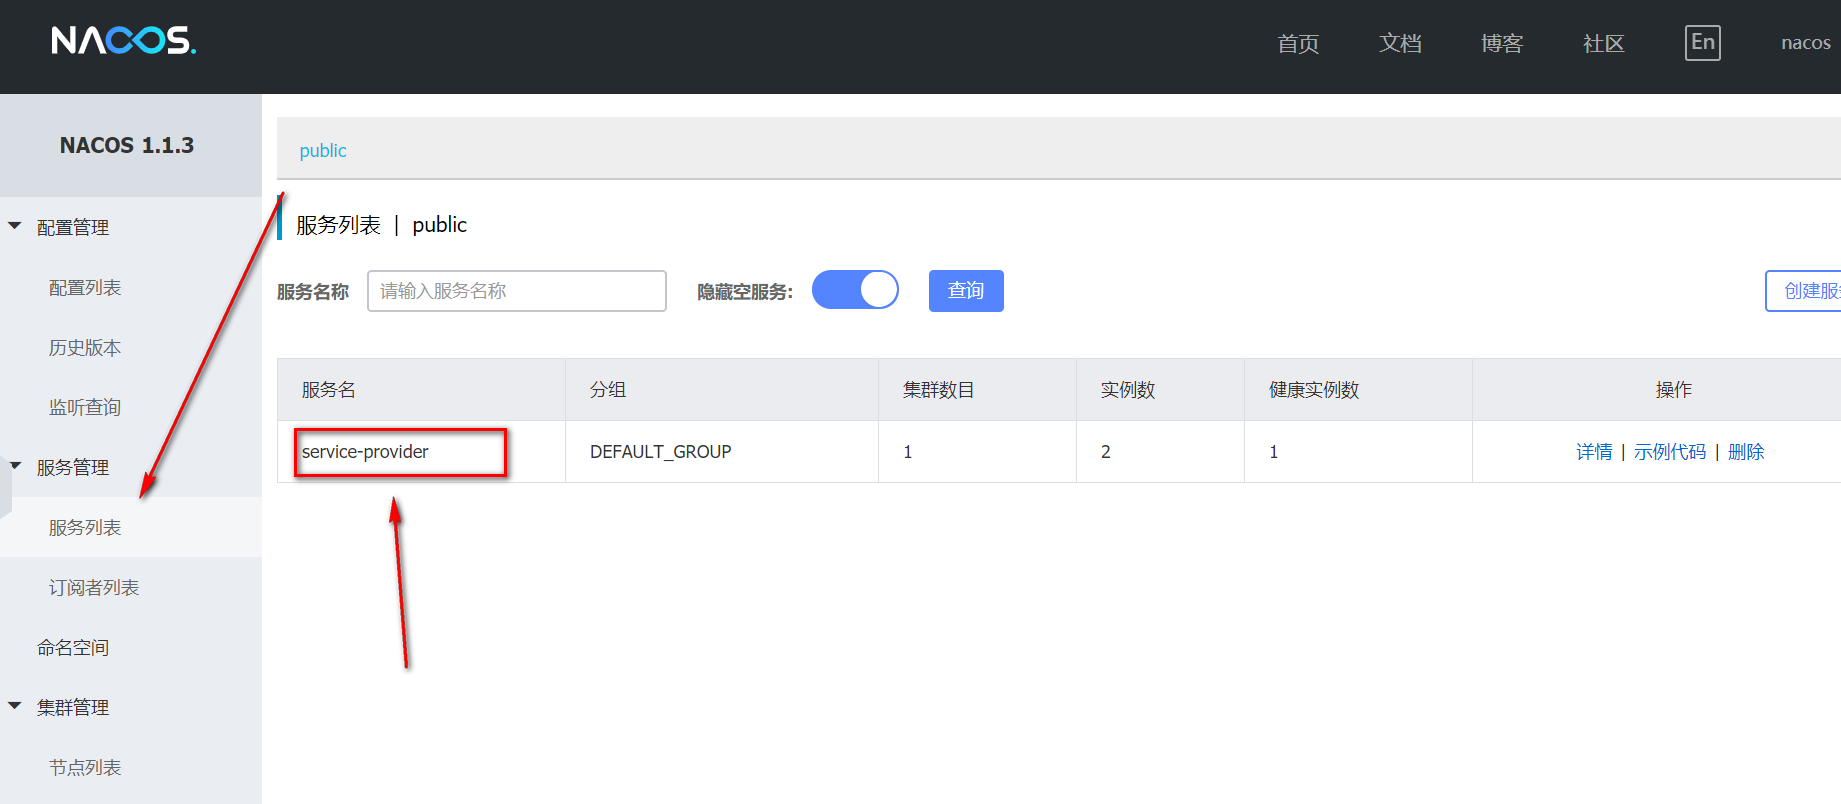 NACOS.
首页 文档 博客 社区 En nacos
NACOS 1.1.3
配置管理
配置列表
历史版本
监听查询
服务管理
服务列表
订阅者列表
命名空间
集群管理
节点列表
public
服务列表 | public
服务名称 请输入服务名称 隐藏空服务: 查询 创建服
服务名 分组 集群数目 实例数 健康实例数 操作
service-provider DEFAULT_GROUP 1 2 1 详情 | 示例代码 | 删除